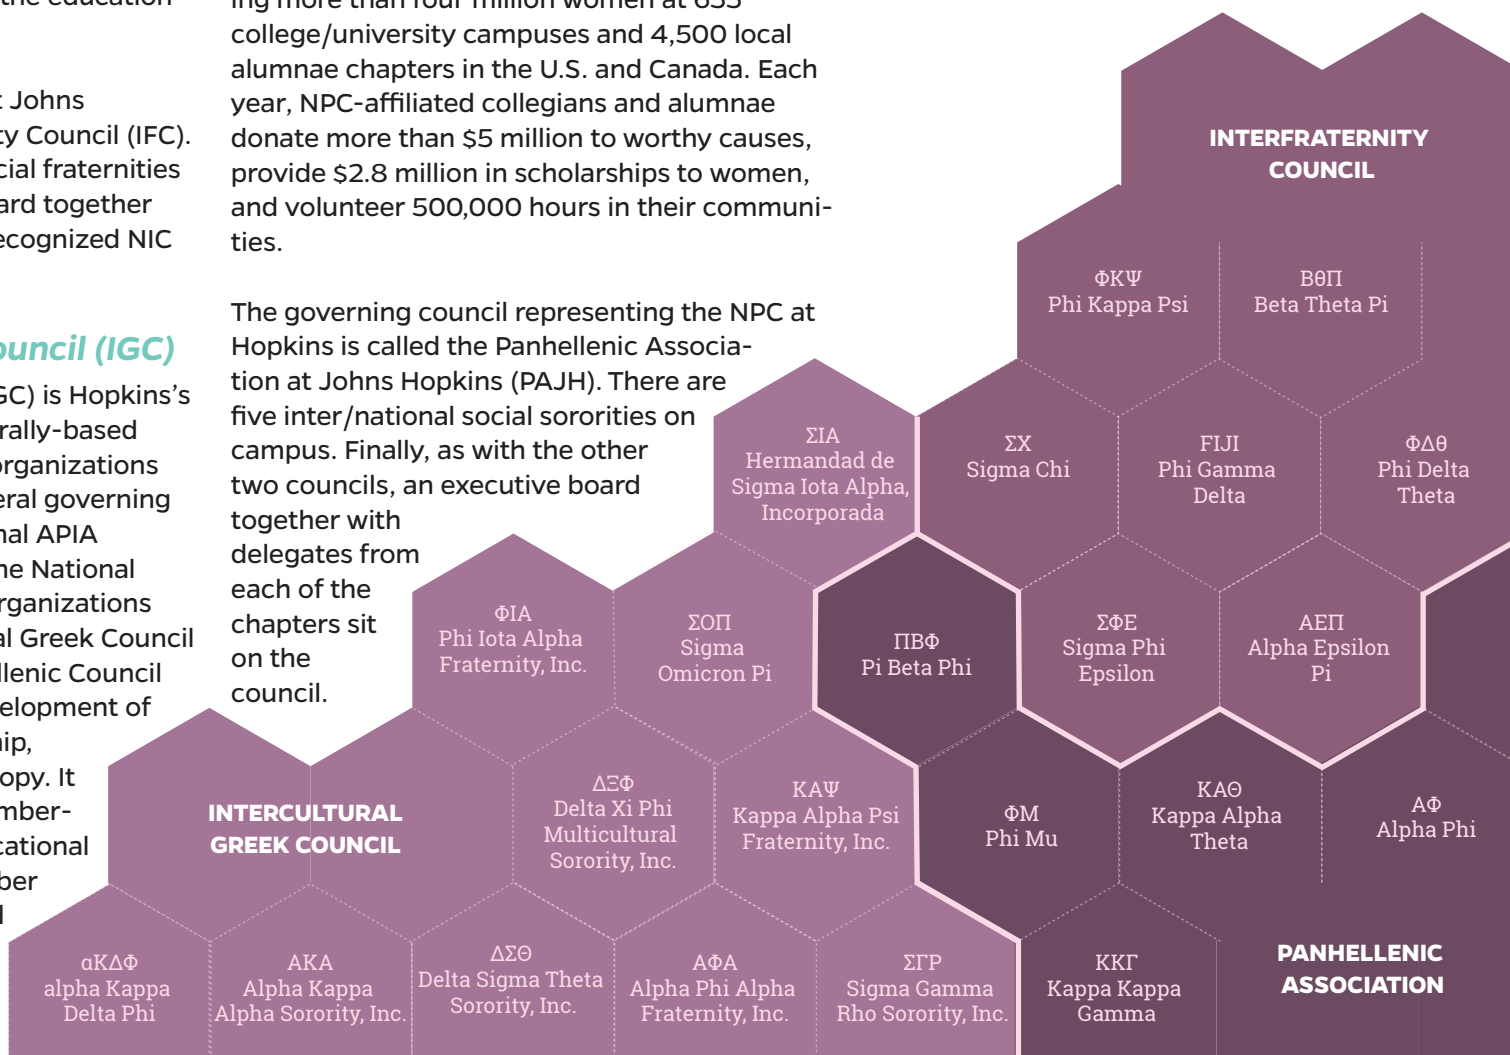 the education
t Johns
ty Council (IFC).
cial fraternities
ard together
ecognized NIC
ouncil (IGC)
GC) is Hopkins’s
rally-based
organizations
eral governing
nal APIA
ne National
rganizations
al Greek Council
llenic Council
velopment of
hip,
opy. It
mber-
cational
ber
ing more than four million women at 655
college/university campuses and 4,500 local
alumnae chapters in the U.S. and Canada. Each
year, NPC-affiliated collegians and alumnae
donate more than $5 million to worthy causes,
provide $2.8 million in scholarships to women,
and volunteer 500,000 hours in their communi-
ties.
The governing council representing the NPC at
Hopkins is called the Panhellenic Associa-
tion at Johns Hopkins (PAJH). There are
five inter/national social sororities on
campus. Finally, as with the other
two councils, an executive board
together with
delegates from
each of the
chapters sit
on the
council.
INTERFRATERNITY
COUNCIL
ΦΚΨ
Phi Kappa Psi
ΒθΠ
Beta Theta Pi
ΣΙΑ
Hermandad de
Sigma Iota Alpha,
Incorporada
ΣΧ
Sigma Chi
FIJI
Phi Gamma
Delta
ΦΔθ
Phi Delta
Theta
ΦΙΑ
Phi Iota Alpha
Fraternity, Inc.
ΣΟΠ
Sigma
Omicron Pi
ΠΒΦ
Pi Beta Phi
ΣΦΕ
Sigma Phi
Epsilon
ΑΕΠ
Alpha Epsilon
Pi
INTERCULTURAL
GREEK COUNCIL
ΔΞΦ
Delta Xi Phi
Multicultural
Sorority, Inc.
ΚΑΨ
Kappa Alpha Psi
Fraternity, Inc.
ΦΜ
Phi Mu
ΚΑΘ
Kappa Alpha
Theta
ΑΦ
Alpha Phi
αΚΔΦ
alpha Kappa
Delta Phi
ΑΚΑ
Alpha Kappa
Alpha Sorority, Inc.
ΔΣΘ
Delta Sigma Theta
Sorority, Inc.
ΑΦΑ
Alpha Phi Alpha
Fraternity, Inc.
ΣΓΡ
Sigma Gamma
Rho Sorority, Inc.
ΚΚΓ
Kappa Kappa
Gamma
PANHELLENIC
ASSOCIATION